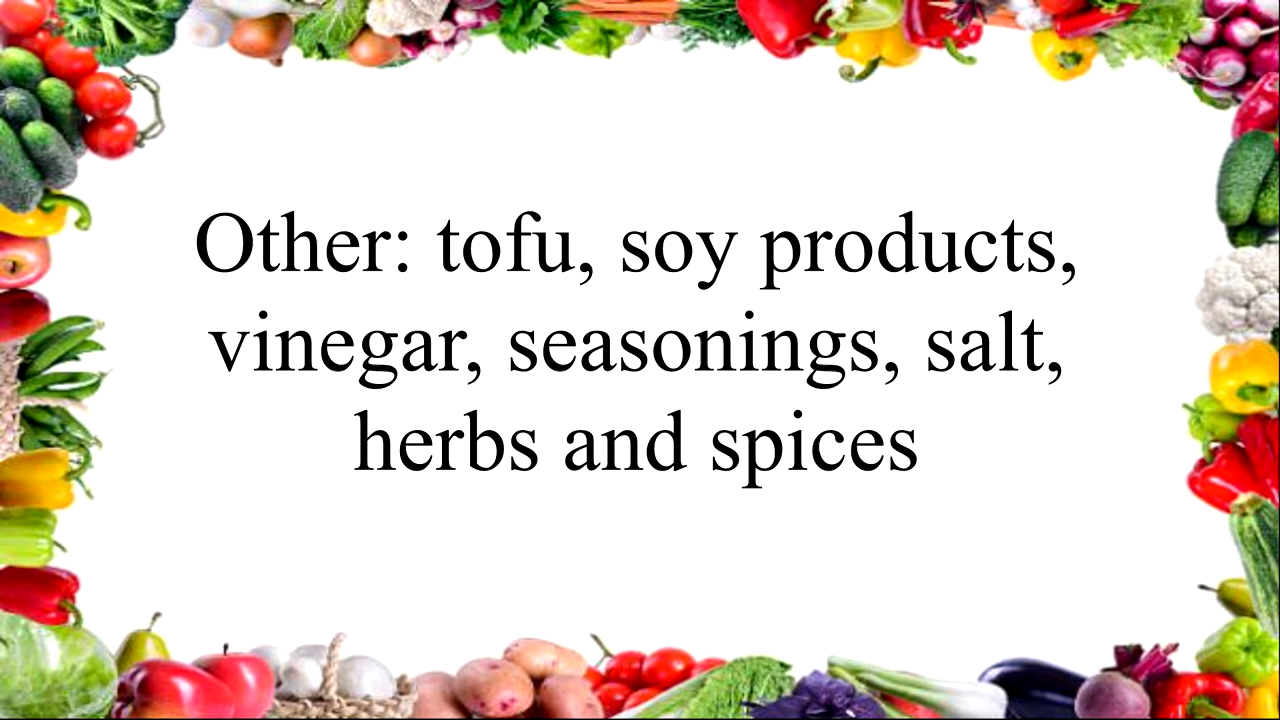 Other: tofu, soy products,
vinegar, seasonings, salt,
herbs and spices